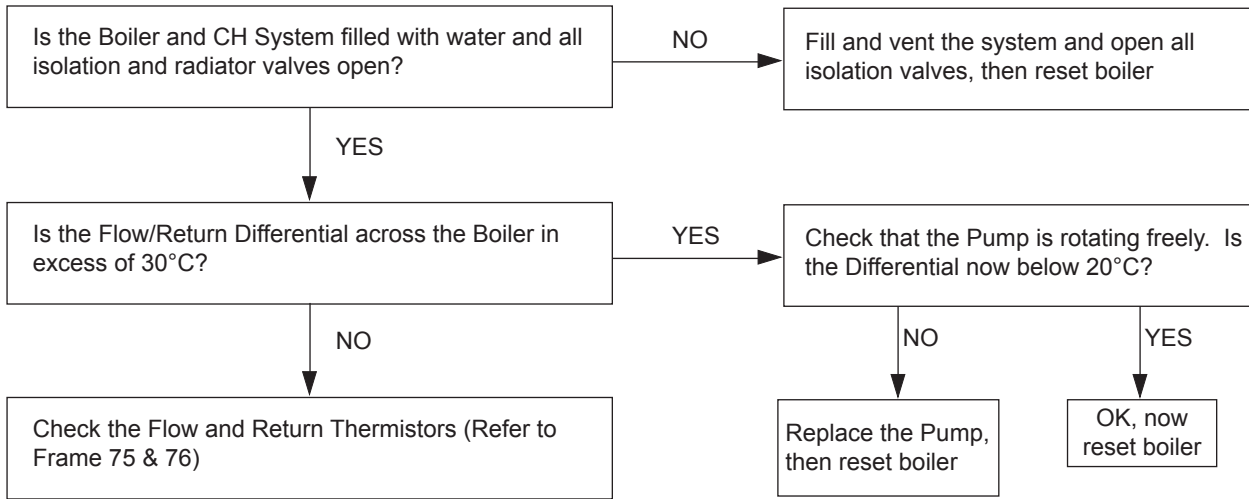 Is the Boiler and CH System filled with water and all
isolation and radiator valves open?
NO
Fill and vent the system and open all
isolation valves, then reset boiler
YES
Is the Flow/Return Differential across the Boiler in
excess of 30°C?
YES
Check that the Pump is rotating freely.  Is
the Differential now below 20°C?
NO
NO
YES
Check the Flow and Return Thermistors (Refer to
Frame 75 & 76)
Replace the Pump,
then reset boiler
OK, now
reset boiler